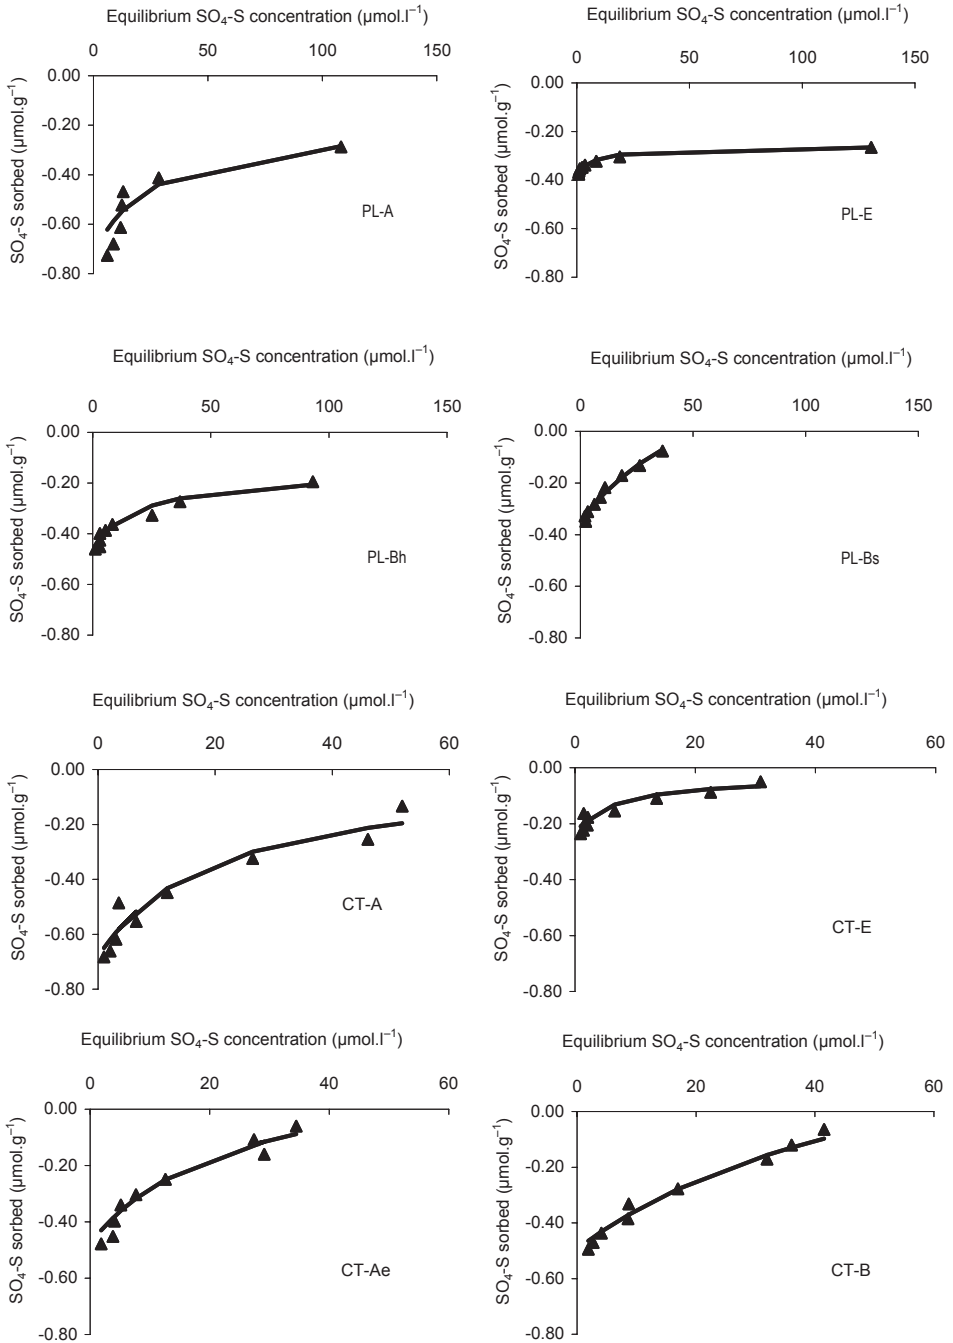 Equilibrium SO₄-S concentration (µmol.l⁻¹)
0 50 100 150
0.00
-0.20
-0.40
-0.60
-0.80
SO₄-S sorbed (µmol.g⁻¹)
PL-A
Equilibrium SO₄-S concentration (µmol.l⁻¹)
0 50 100 150
0.00
-0.20
-0.40
-0.60
-0.80
SO₄-S sorbed (µmol.g⁻¹)
PL-E
Equilibrium SO₄-S concentration (µmol.l⁻¹)
0 50 100 150
0.00
-0.20
-0.40
-0.60
-0.80
SO₄-S sorbed (µmol.g⁻¹)
PL-Bh
Equilibrium SO₄-S concentration (µmol.l⁻¹)
0 50 100 150
0.00
-0.20
-0.40
-0.60
-0.80
SO₄-S sorbed (µmol.g⁻¹)
PL-Bs
Equilibrium SO₄-S concentration (µmol.l⁻¹)
0 20 40 60
0.00
-0.20
-0.40
-0.60
-0.80
SO₄-S sorbed (µmol.g⁻¹)
CT-A
Equilibrium SO₄-S concentration (µmol.l⁻¹)
0 20 40 60
0.00
-0.20
-0.40
-0.60
-0.80
SO₄-S sorbed (µmol.g⁻¹)
CT-E
Equilibrium SO₄-S concentration (µmol.l⁻¹)
0 20 40 60
0.00
-0.20
-0.40
-0.60
-0.80
SO₄-S sorbed (µmol.g⁻¹)
CT-Ae
Equilibrium SO₄-S concentration (µmol.l⁻¹)
0 20 40 60
0.00
-0.20
-0.40
-0.60
-0.80
SO₄-S sorbed (µmol.g⁻¹)
CT-B